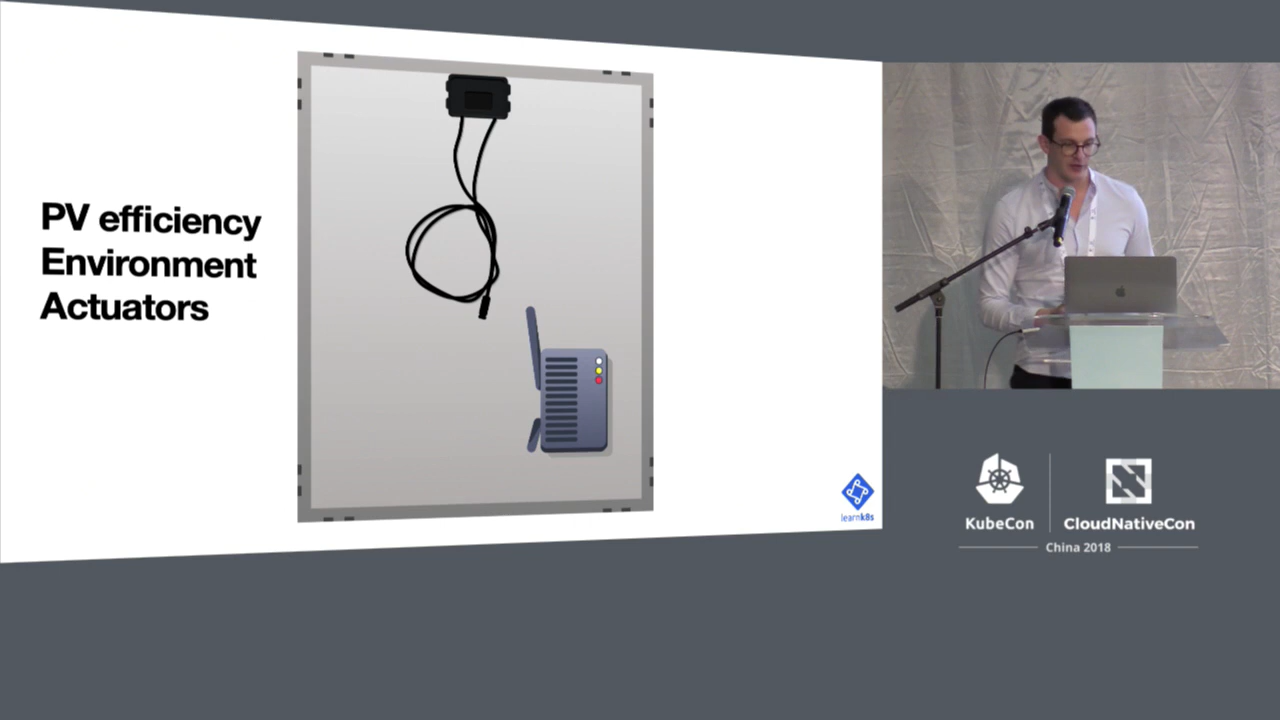 PV efficiency
Environment
Actuators
learnk8s
KubeCon
CloudNativeCon
China 2018